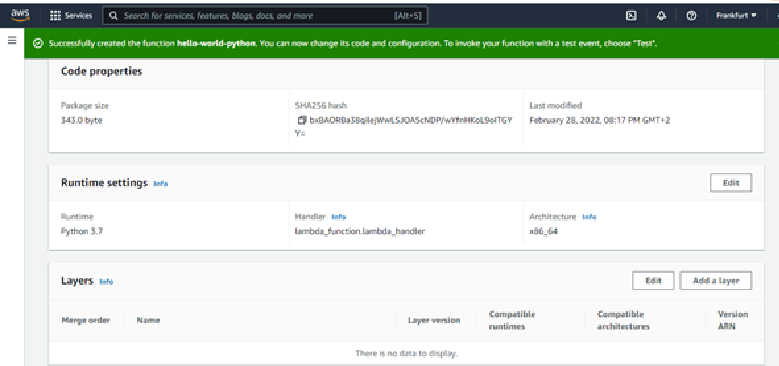 aws Services Search for services, features, blogs, docs, and more [Alt+S] Frankfurt
Successfully created the function hello-world-python. You can now change its code and configuration. To invoke your function with a test event, choose "Test".
Code properties
Package size SHA256 hash Last modified
343.0 byte February 28, 2022, 08:17 PM GMT+2
Y=
Runtime settings Info Edit
Runtime Handler Info Architecture Info
Python 3.7 lambda_function.lambda_handler x86_64
Layers Info Edit Add a layer
Merge order Name Layer version Compatible runtimes Compatible architectures Version ARN
There is no data to display.